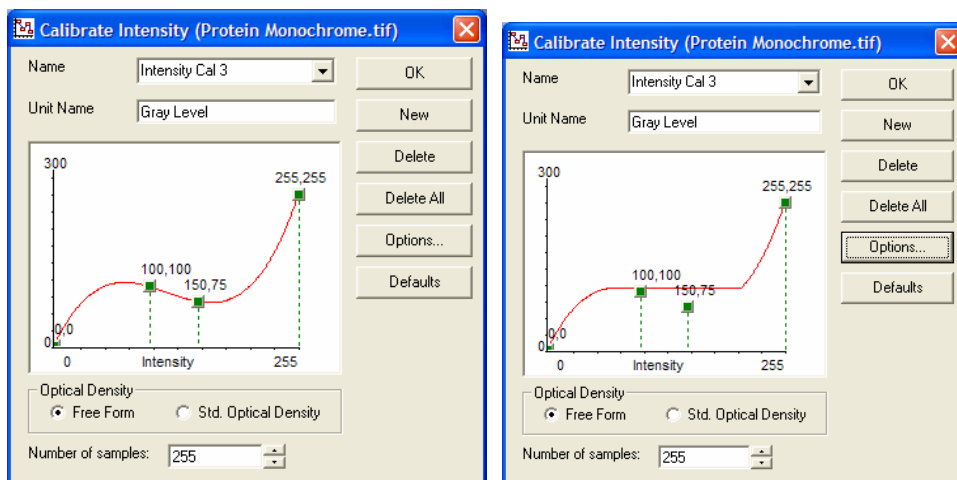 Calibrate Intensity (Protein Monochrome.tif)
Name
Intensity Cal 3
OK
Unit Name
Gray Level
New
Delete
Delete All
Options...
Defaults
300
255,255
100,100
150,75
0,0
0
0
Intensity
255
Optical Density
Free Form
Std. Optical Density
Number of samples:
255
Calibrate Intensity (Protein Monochrome.tif)
Name
Intensity Cal 3
OK
Unit Name
Gray Level
New
Delete
Delete All
Options...
Defaults
300
255,255
100,100
150,75
0,0
0
0
Intensity
255
Optical Density
Free Form
Std. Optical Density
Number of samples:
255